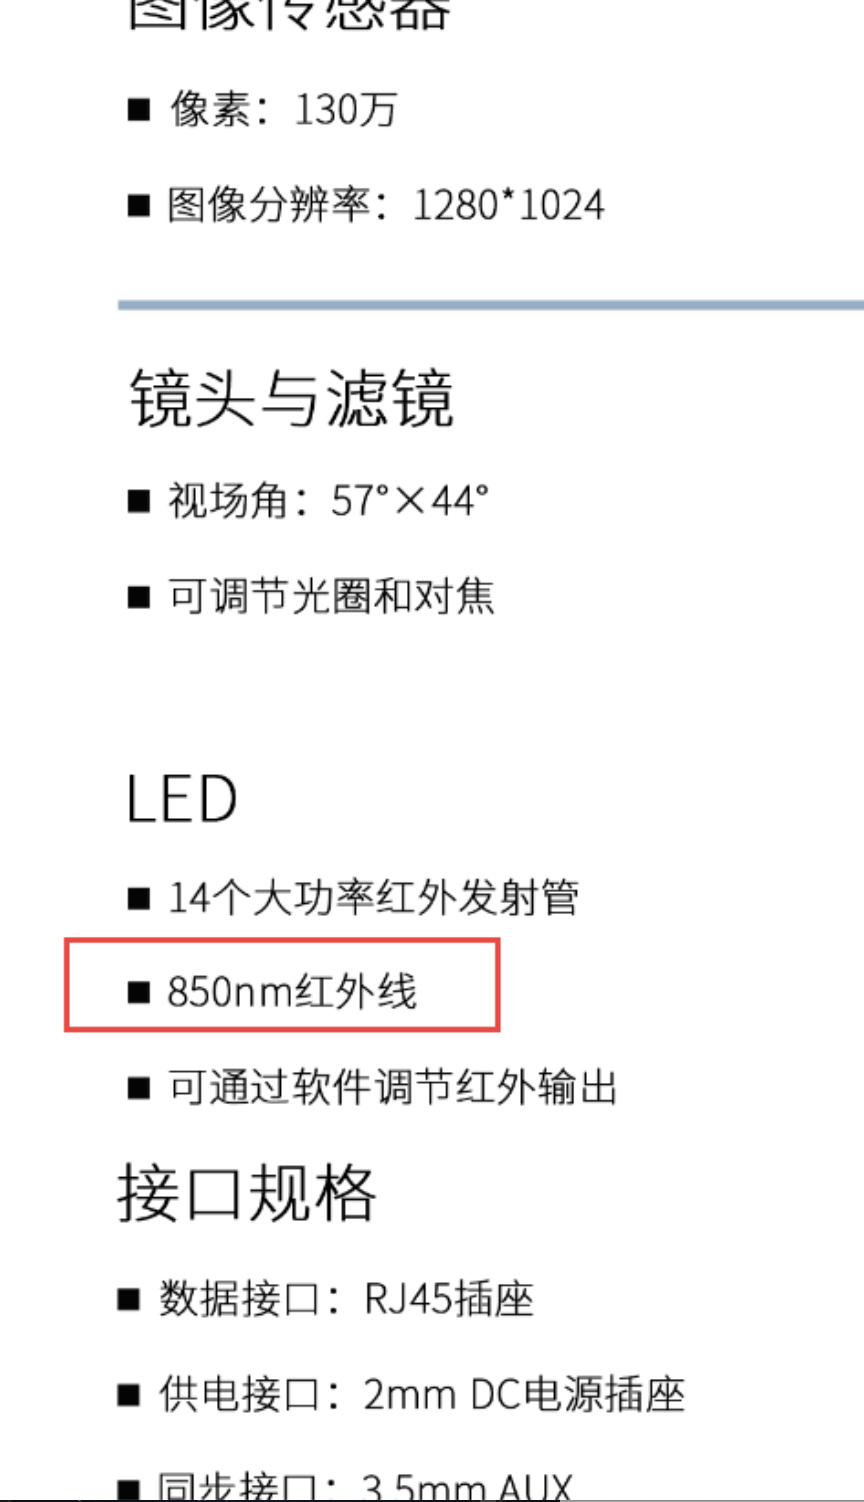 图像传感器
■ 像素：130万
■ 图像分辨率：1280*1024
镜头与滤镜
■ 视场角：57°×44°
■ 可调节光圈和对焦
LED
■ 14个大功率红外发射管
■ 850nm红外线
■ 可通过软件调节红外输出
接口规格
■ 数据接口：RJ45插座
■ 供电接口：2mm DC电源插座
■ 同步接口：3.5mm AUX